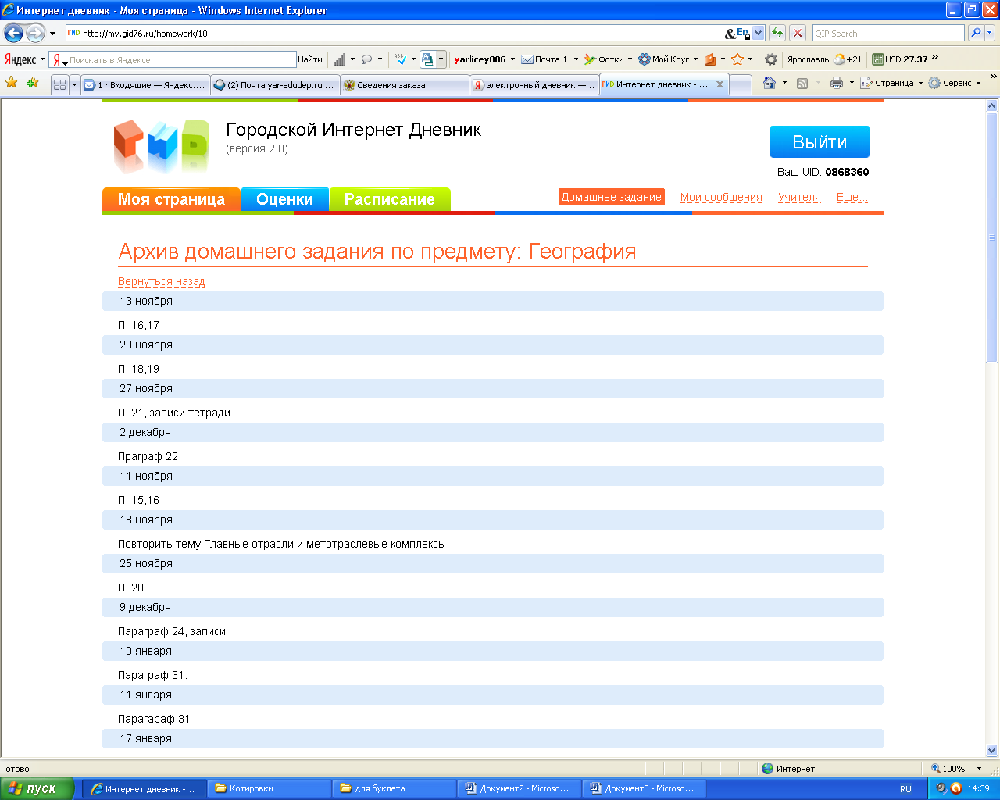 Интернет дневник - Моя страница - Windows Internet Explorer
http://my.gid76.ru/homework/10
En
QIP Search
Яндекс
Поискать в Яндексе
Найти
yarlicey086
Почта 1
Фотки
Мой Круг
Ярославль
+21
USD 27.37
1 · Входящие — Яндекс....
(2) Почта yar-edudep.ru ...
Сведения заказа
электронный дневник —...
Интернет дневник - ...
Страница
Сервис
ГИD
Городской Интернет Дневник
(версия 2.0)
Выйти
Ваш UID: 0868360
Моя страница
Оценки
Расписание
Домашнее задание
Мои сообщения
Учителя
Еще...
Архив домашнего задания по предмету: География
Вернуться назад
13 ноября
П. 16,17
20 ноября
П. 18,19
27 ноября
П. 21, записи тетради.
2 декабря
Праграф 22
11 ноября
П. 15,16
18 ноября
Повторить тему Главные отрасли и метотраслевые комплексы
25 ноября
П. 20
9 декабря
Параграф 24, записи
10 января
Параграф 31.
11 января
Парагараф 31
17 января
Готово
Интернет
100%
пуск
Интернет дневник -...
Котировки
для буклета
Документ2 - Microso...
Документ3 - Microso...
RU
14:39